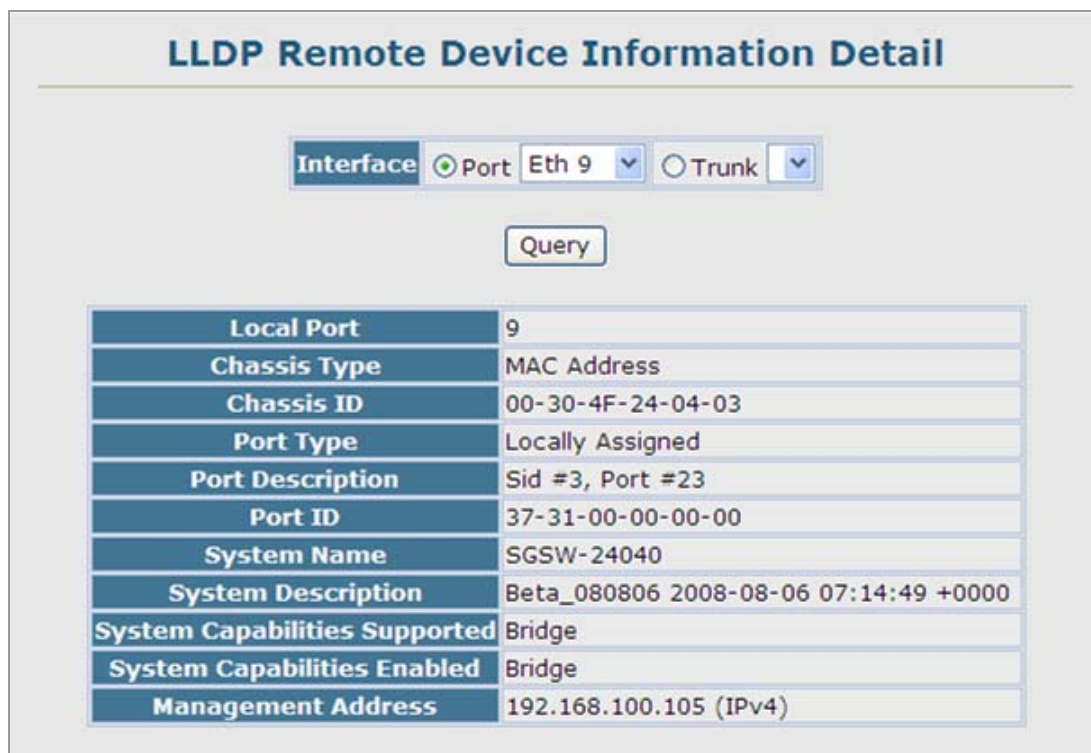 LLDP Remote Device Information Detail
Interface Port Eth 9 Trunk
Query
Local Port 9
Chassis Type MAC Address
Chassis ID 00-30-4F-24-04-03
Port Type Locally Assigned
Port Description Sid #3, Port #23
Port ID 37-31-00-00-00-00
System Name SGSW-24040
System Description Beta_080806 2008-08-06 07:14:49 +0000
System Capabilities Supported Bridge
System Capabilities Enabled Bridge
Management Address 192.168.100.105 (IPv4)